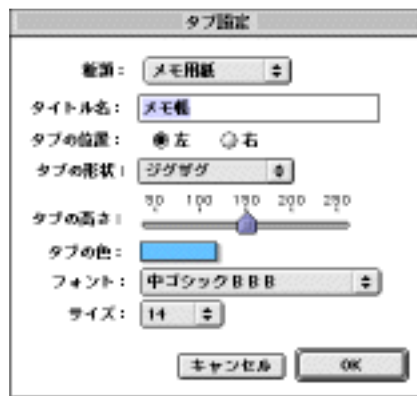 タブ設定
種類： メモ用紙
タイトル名： メモ帳
タブの位置： 左 右
タブの形状： ジグザグ
50 100 150 200 250
タブの高さ：
タブの色：
フォント： 中ゴシックBBB
サイズ： 14
キャンセル OK